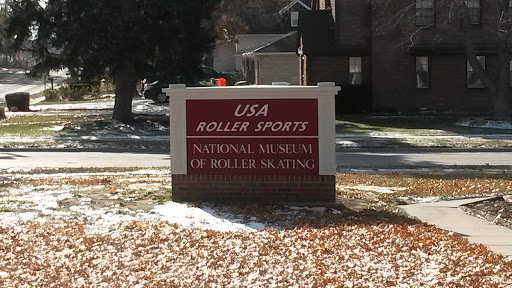 USA
ROLLER SPORTS
NATIONAL MUSEUM
OF ROLLER SKATING